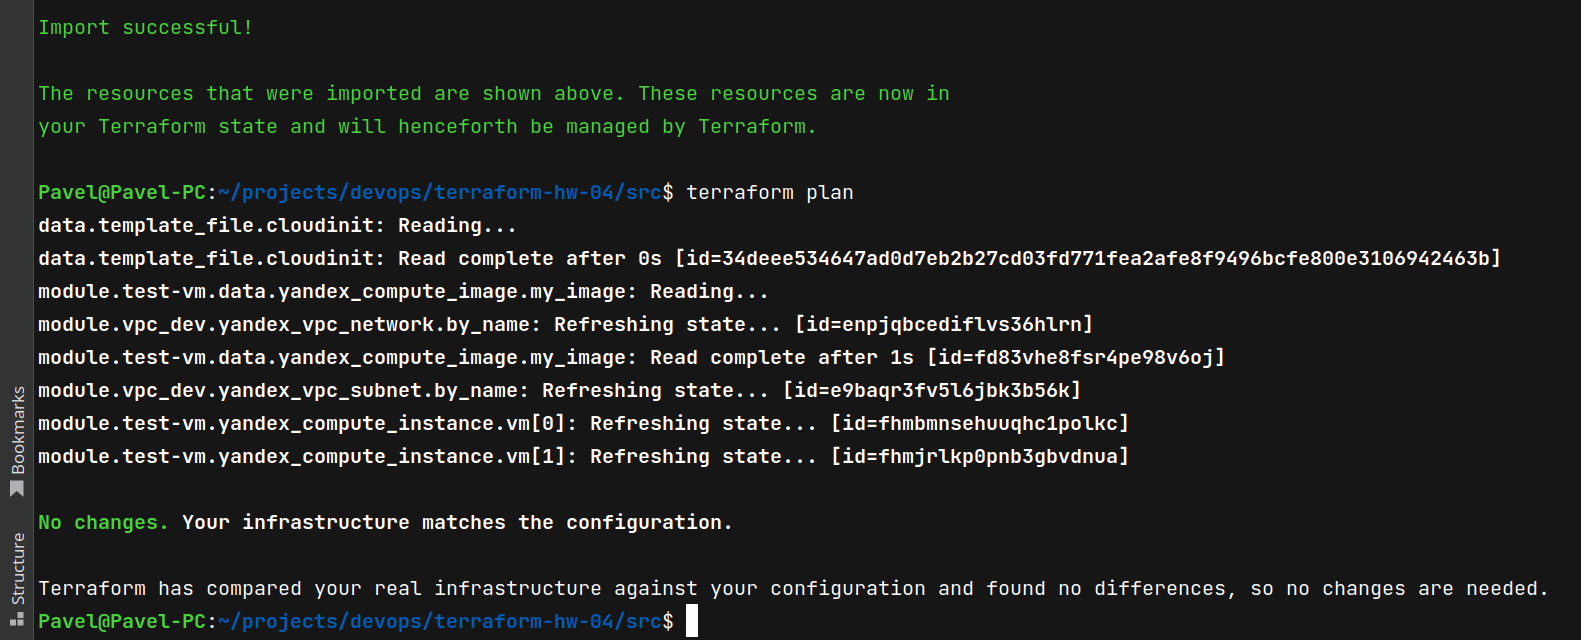 Import successful!
The resources that were imported are shown above. These resources are now in
your Terraform state and will henceforth be managed by Terraform.
Pavel@Pavel-PC:~/projects/devops/terraform-hw-04/src$ terraform plan
data.template_file.cloudinit: Reading...
data.template_file.cloudinit: Read complete after 0s [id=34deee534647ad0d7eb2b27cd03fd771fea2afe8f9496bcfe800e3106942463b]
module.test-vm.data.yandex_compute_image.my_image: Reading...
module.vpc_dev.yandex_vpc_network.by_name: Refreshing state... [id=enpjqbcediflvs36hlrn]
module.test-vm.data.yandex_compute_image.my_image: Read complete after 1s [id=fd83vhe8fsr4pe98v6oj]
module.vpc_dev.yandex_vpc_subnet.by_name: Refreshing state... [id=e9baqr3fv5l6jbk3b56k]
module.test-vm.yandex_compute_instance.vm[0]: Refreshing state... [id=fhmbmnsehuuqhc1polkc]
module.test-vm.yandex_compute_instance.vm[1]: Refreshing state... [id=fhmjrlkp0pnb3gbvdnua]
No changes. Your infrastructure matches the configuration.
Terraform has compared your real infrastructure against your configuration and found no differences, so no changes are needed.
Pavel@Pavel-PC:~/projects/devops/terraform-hw-04/src$
Bookmarks
Structure